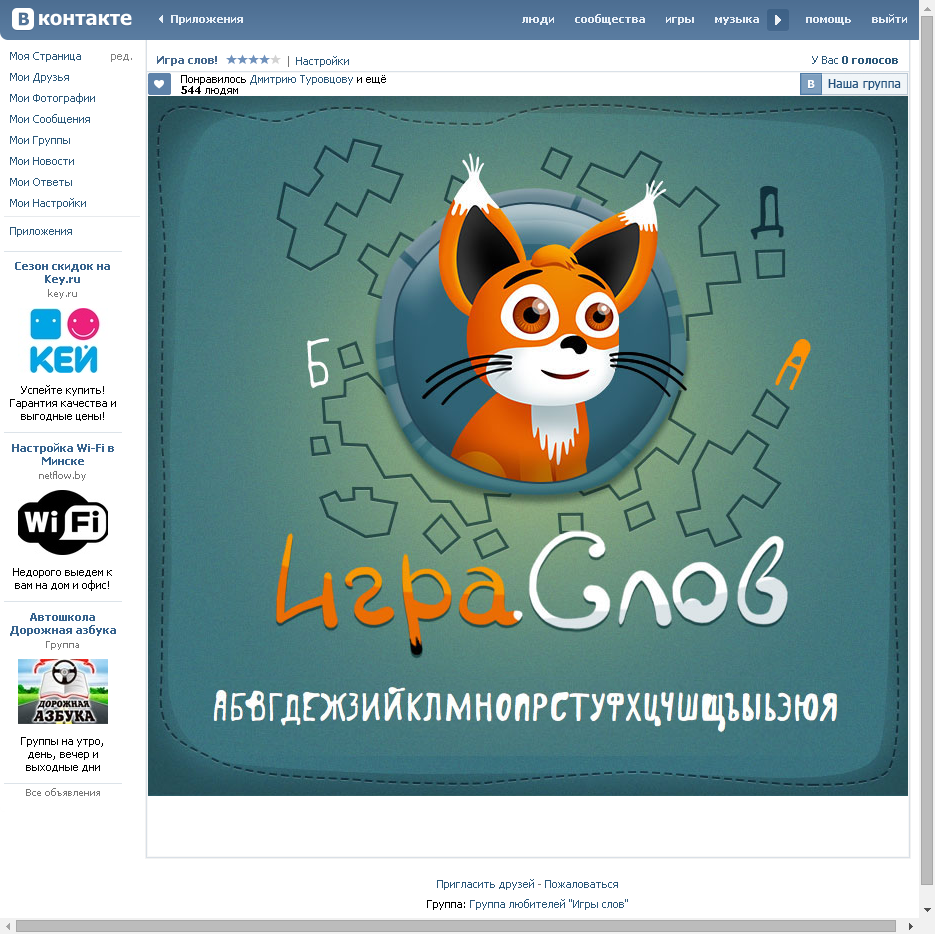 В контакте
Приложения
люди сообщества игры музыка помощь выйти
Моя Страница ред.
Мои Друзья
Мои Фотографии
Мои Сообщения
Мои Группы
Мои Новости
Мои Ответы
Мои Настройки
Приложения
Сезон скидок на
Key.ru
key.ru
КЕЙ
Успейте купить!
Гарантия качества и
выгодные цены!
Настройка Wi-Fi в
Минске
netflow.by
Wi Fi
Недорого выедем к
вам на дом и офис!
Автошкола
Дорожная азбука
Группа
ДОРОЖНАЯ
АЗБУКА
Группы на утро,
день, вечер и
выходные дни
Все объявления
Игра слов! | Настройки
У Вас 0 голосов
Понравилось Дмитрию Туровцову и ещё
544 людям
В Наша группа
Д
Б
А
Игра.Слов
АБВГДЕЖЗИЙКЛМНОПРСТУФХЦЧШЩЪЫЬЭЮЯ
Пригласить друзей - Пожаловаться
Группа: Группа любителей "Игры слов"